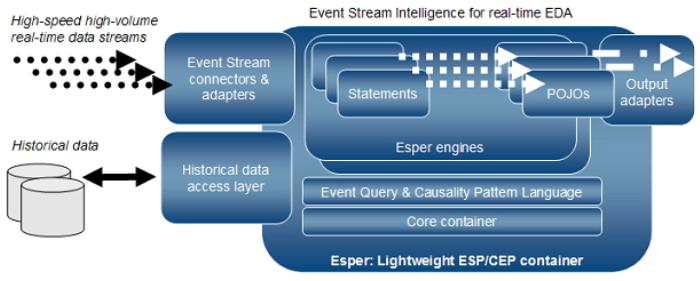 Event Stream Intelligence for real-time EDA
High-speed high-volume
real-time data streams
Event Stream
connectors &
adapters
Statements
POJOs
Output
adapters
Esper engines
Historical data
Historical data
access layer
Event Query & Causality Pattern Language
Core container
Esper: Lightweight ESP/CEP container